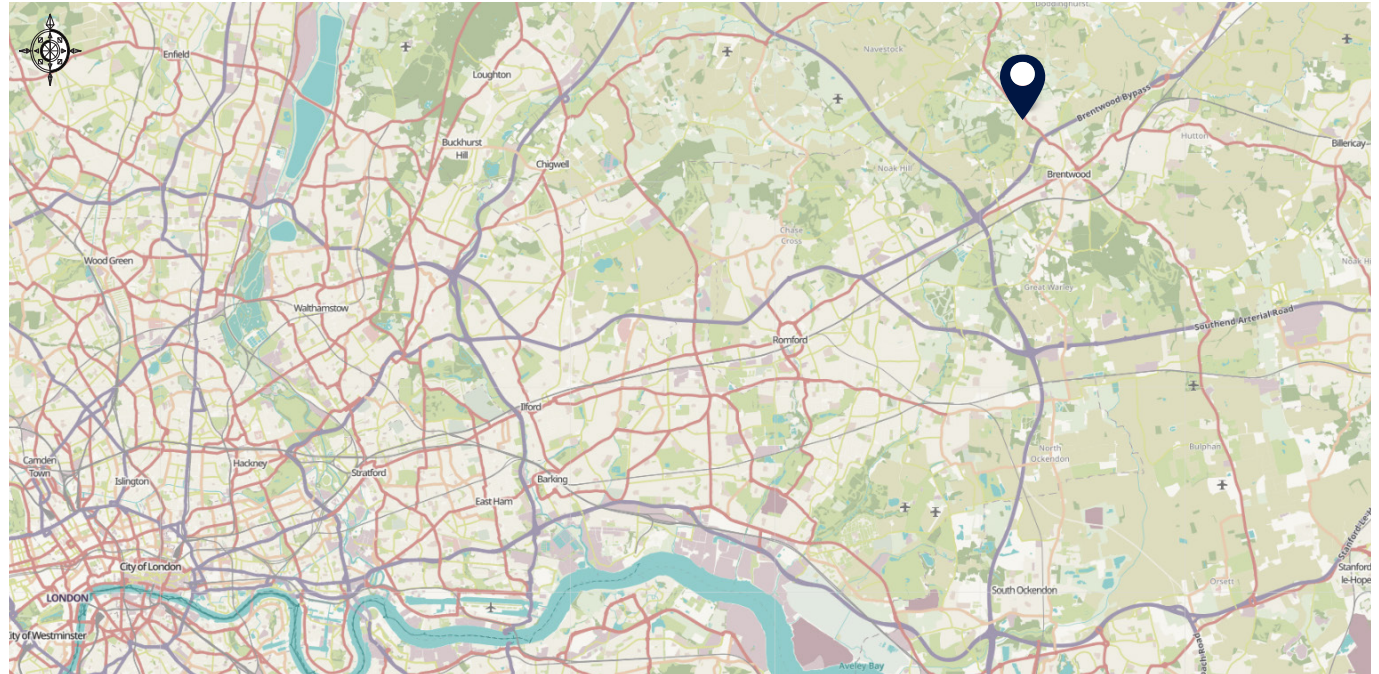 Doddinghurst
Enfield
Loughton
Navestock
Brentwood Bypass
Buckhurst
Hill
Chigwell
Hutton
Billericay
Noak Hill
Brentwood
Chase
Cross
Wood Green
Great Warley
Walthamstow
Southend Arterial Road
Romford
Ilford
Camden
Town
Hackney
Islington
Stratford
Barking
East Ham
North
Ockendon
Bulphan
City of London
LONDON
South Ockendon
Orsett
Stanford-
le-Hope
City of Westminster
Aveley Bay